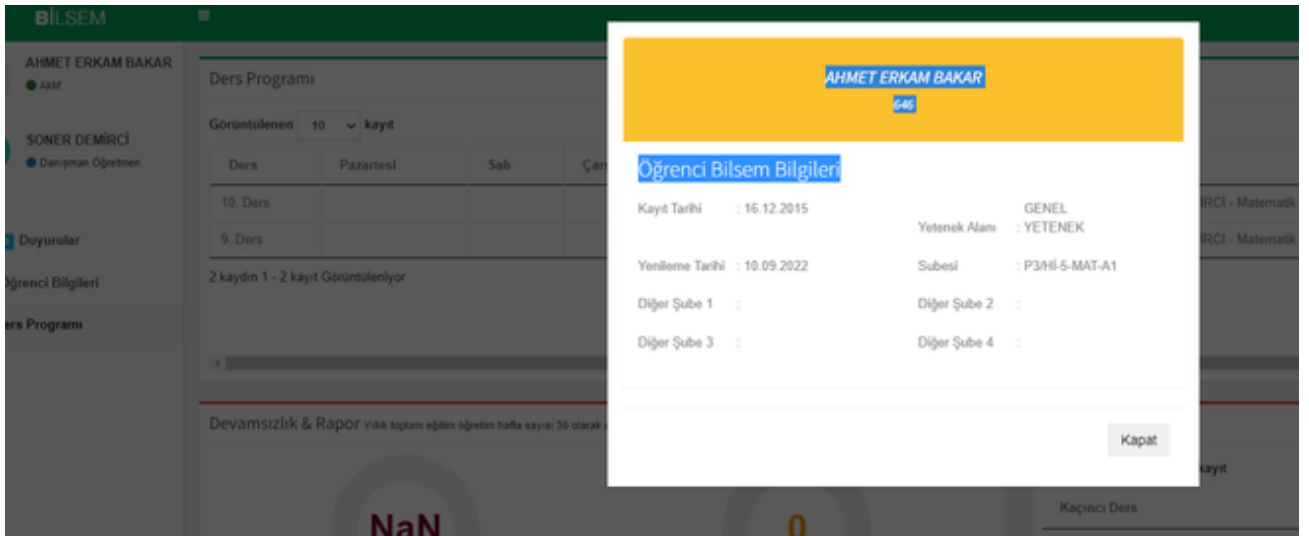 BİLSEM
AHMET ERKAM BAKAR
Aktif
SONER DEMİRCİ
Danışman Öğretmen
Duyurular
Öğrenci Bilgileri
Ders Programı
Ders Programı
Görüntülenen 10 kayıt
Ders Pazartesi Salı Çar
10. Ders RCİ - Matematik
9. Ders RCİ - Matematik
2 kaydın 1 - 2 kayıt Görüntüleniyor
Devamsızlık & Rapor Yıllık toplam eğitim öğretim hafta sayısı 36 olarak
NaN
0
kayıt
Kaçıncı Ders
AHMET ERKAM BAKAR
646
Öğrenci Bilsem Bilgileri
Kayıt Tarihi : 16.12.2015
Yetenek Alanı : GENEL
YETENEK
Yenileme Tarihi : 10.09.2022 Subesi : P3/Hİ-5-MAT-A1
Diğer Şube 1 : Diğer Şube 2 :
Diğer Şube 3 : Diğer Şube 4 :
Kapat